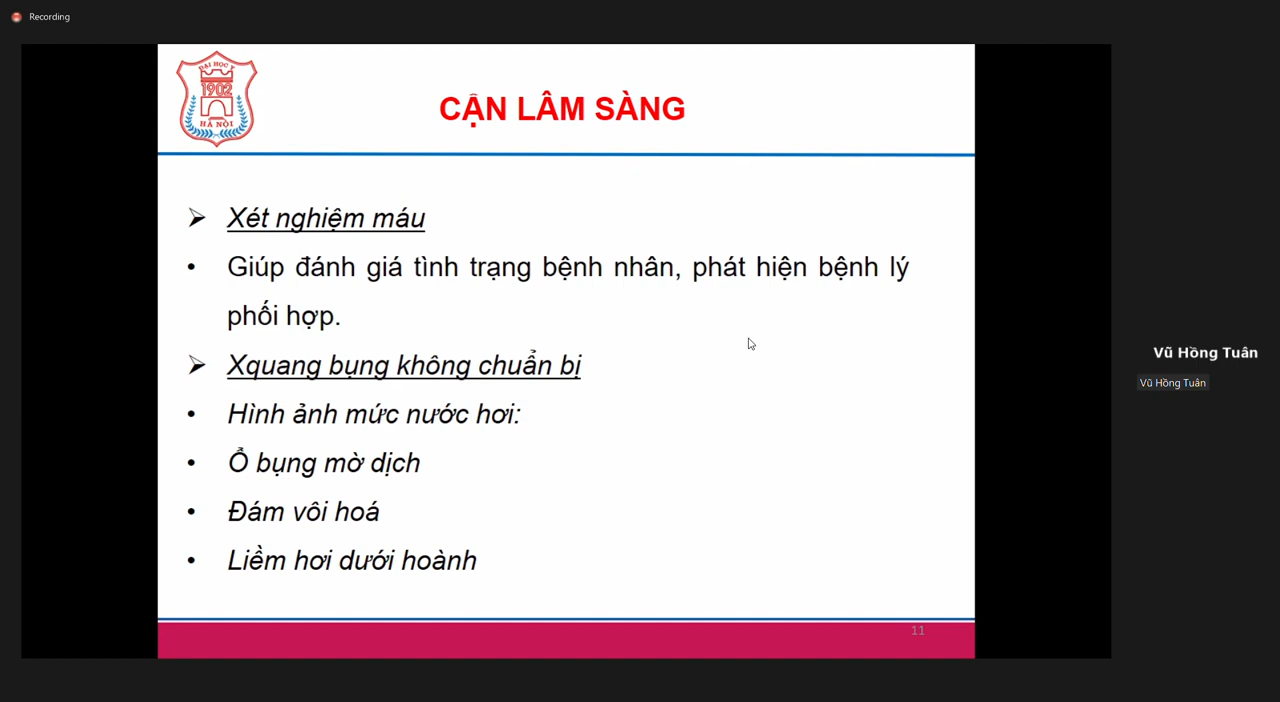 Recording
ĐẠI HỌC Y
1902
HÀ NỘI
CẬN LÂM SÀNG
➢ Xét nghiệm máu
• Giúp đánh giá tình trạng bệnh nhân, phát hiện bệnh lý
phối hợp.
➢ Xquang bụng không chuẩn bị
• Hình ảnh mức nước hơi:
• Ổ bụng mờ dịch
• Đám vôi hoá
• Liềm hơi dưới hoành
11
Vũ Hồng Tuân
Vũ Hồng Tuân